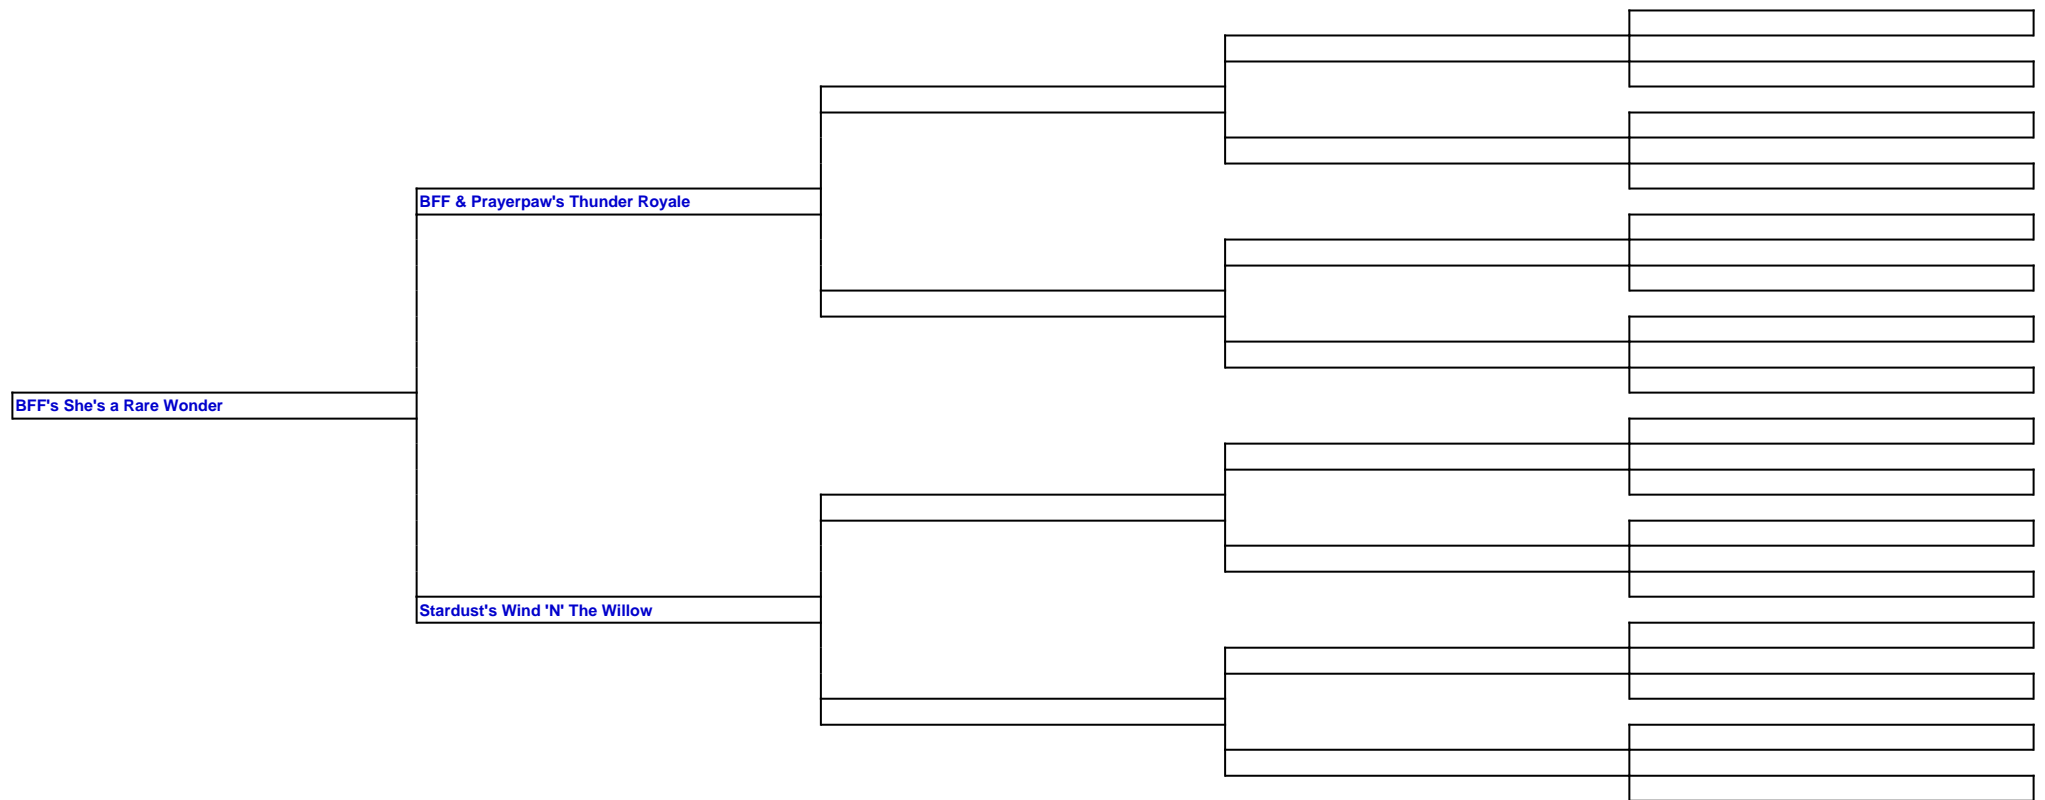 BFF & Prayerpaw's Thunder Royale
BFF's She's a Rare Wonder
Stardust's Wind 'N' The Willow